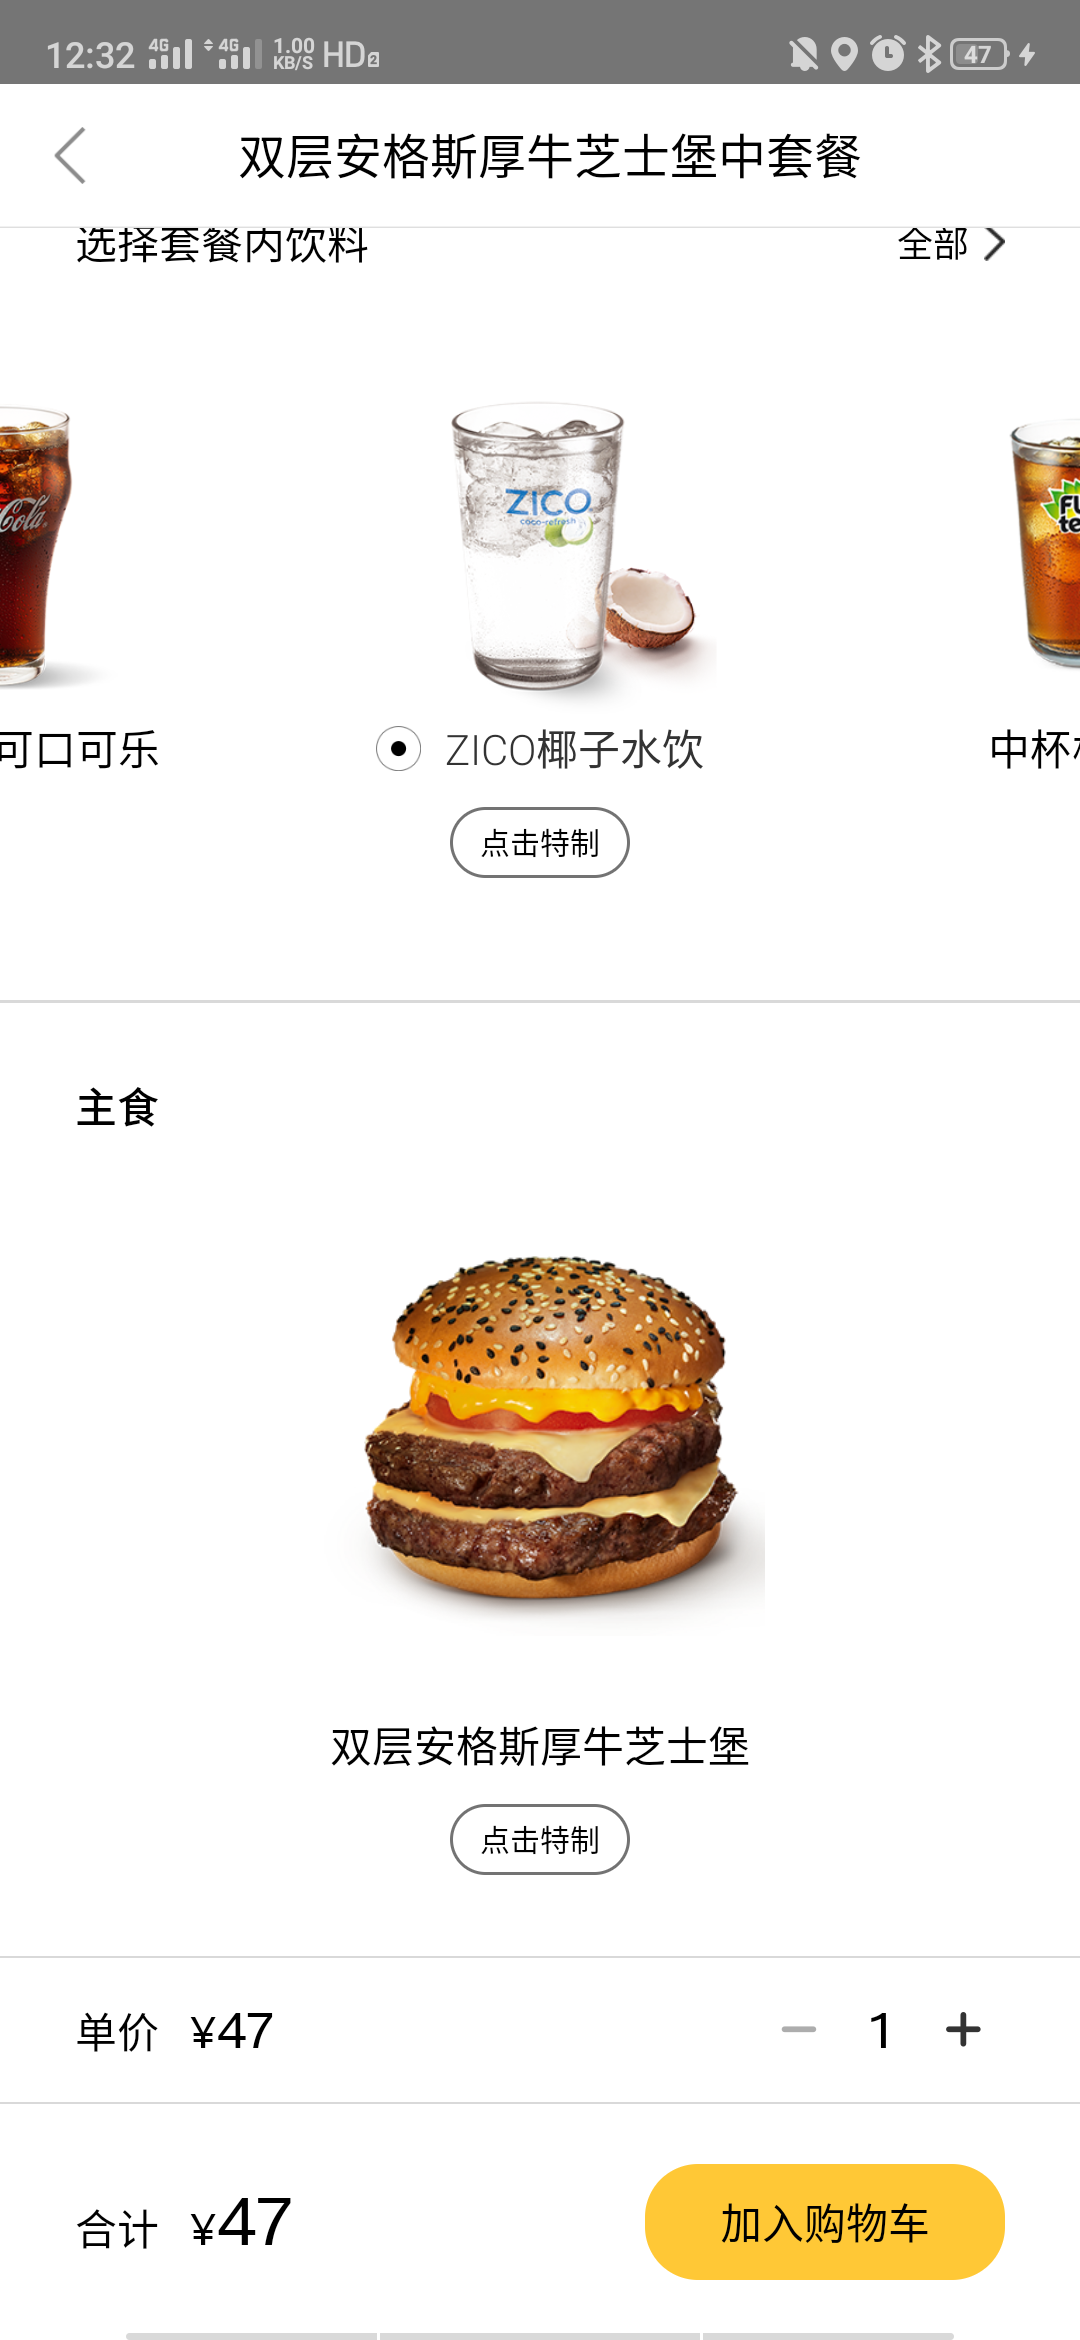 12:32 4G 4G 1.00 KB/S HD2 47
双层安格斯厚牛芝士堡中套餐
选择套餐内饮料 全部
Cola
ZICO
coco-refresh
可口可乐 ZICO椰子水饮 中杯
点击特制
主食
双层安格斯厚牛芝士堡
点击特制
单价 ¥47 1
合计 ¥47 加入购物车